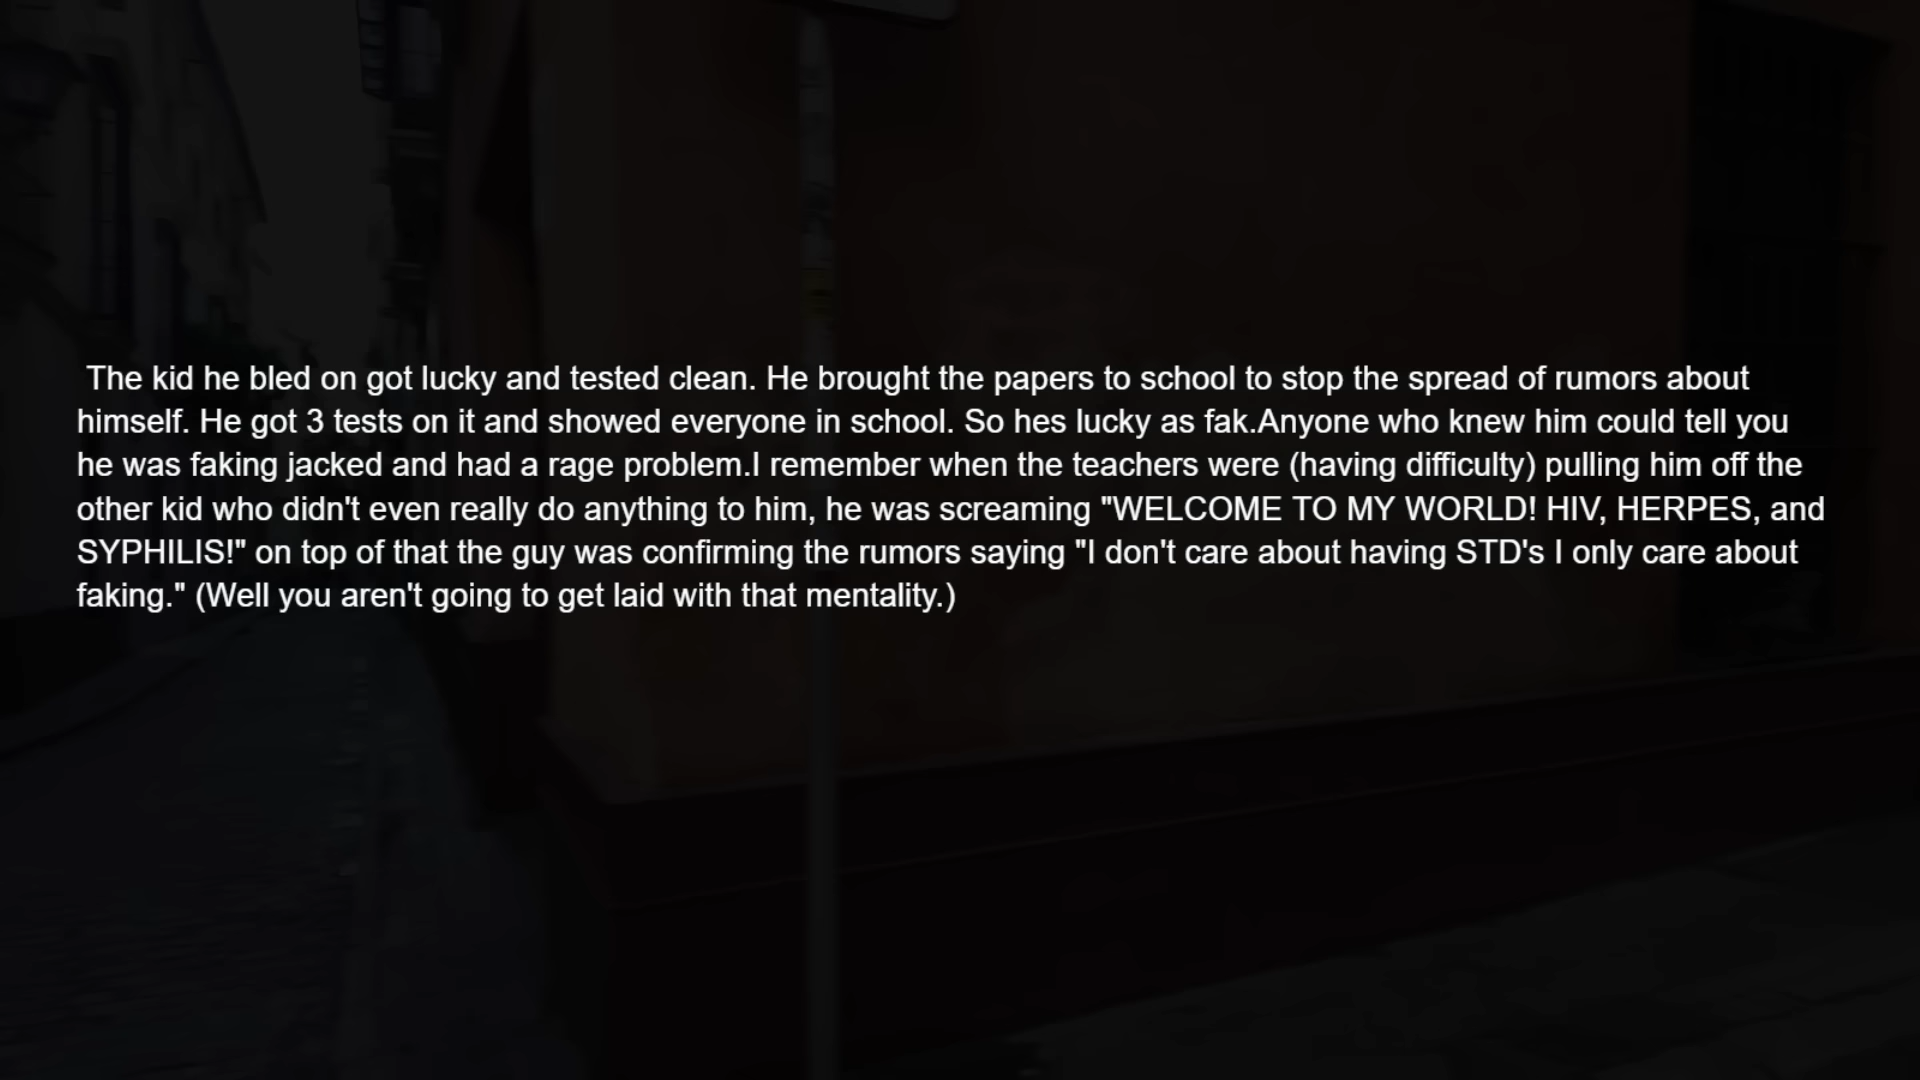 The kid he bled on got lucky and tested clean. He brought the papers to school to stop the spread of rumors about
himself. He got 3 tests on it and showed everyone in school. So hes lucky as fak.Anyone who knew him could tell you
he was faking jacked and had a rage problem.I remember when the teachers were (having difficulty) pulling him off the
other kid who didn't even really do anything to him, he was screaming "WELCOME TO MY WORLD! HIV, HERPES, and
SYPHILIS!" on top of that the guy was confirming the rumors saying "I don't care about having STD's I only care about
faking." (Well you aren't going to get laid with that mentality.)